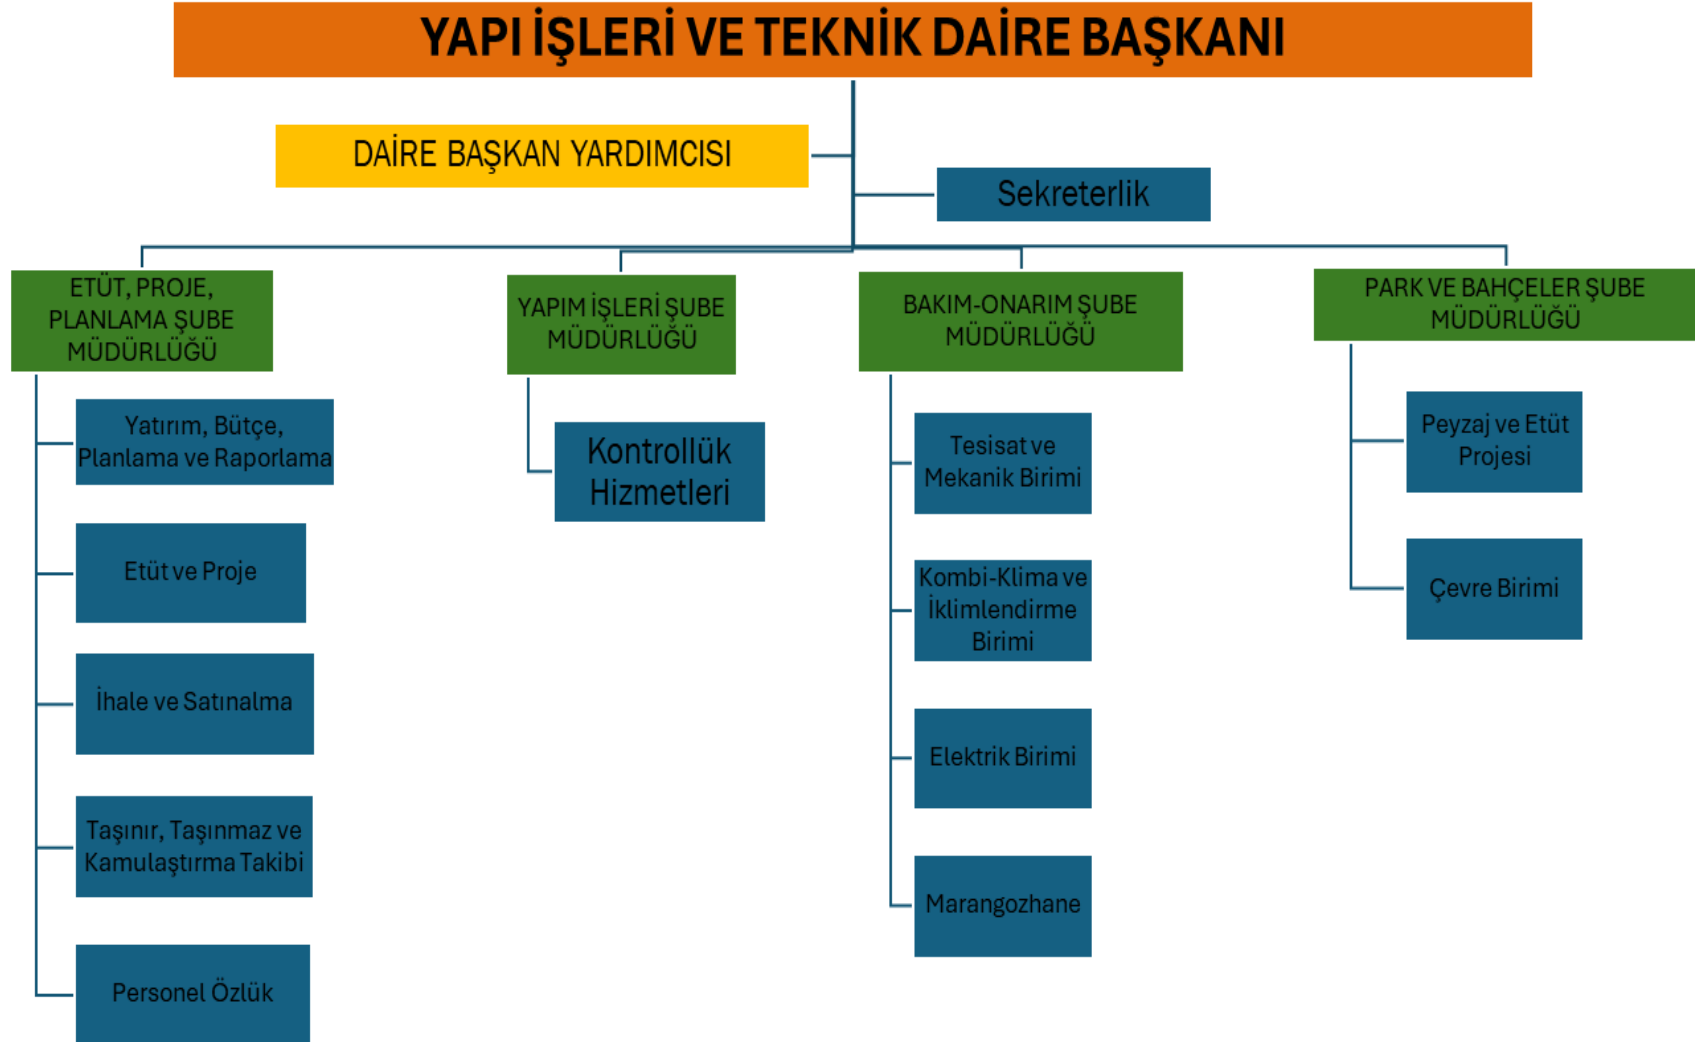 YAPI İŞLERİ VE TEKNİK DAİRE BAŞKANI
DAİRE BAŞKAN YARDIMCISI
Sekreterlik
ETÜT, PROJE,
PLANLAMA ŞUBE
MÜDÜRLÜĞÜ
Yatırım, Bütçe,
Planlama ve Raporlama
Etüt ve Proje
İhale ve Satınalma
Taşınır, Taşınmaz ve
Kamulaştırma Takibi
Personel Özlük
YAPIM İŞLERİ ŞUBE
MÜDÜRLÜĞÜ
Kontrollük
Hizmetleri
BAKIM-ONARIM ŞUBE
MÜDÜRLÜĞÜ
Tesisat ve
Mekanik Birimi
Kombi-Klima ve
İklimlendirme
Birimi
Elektrik Birimi
Marangozhane
PARK VE BAHÇELER ŞUBE
MÜDÜRLÜĞÜ
Peyzaj ve Etüt
Projesi
Çevre Birimi